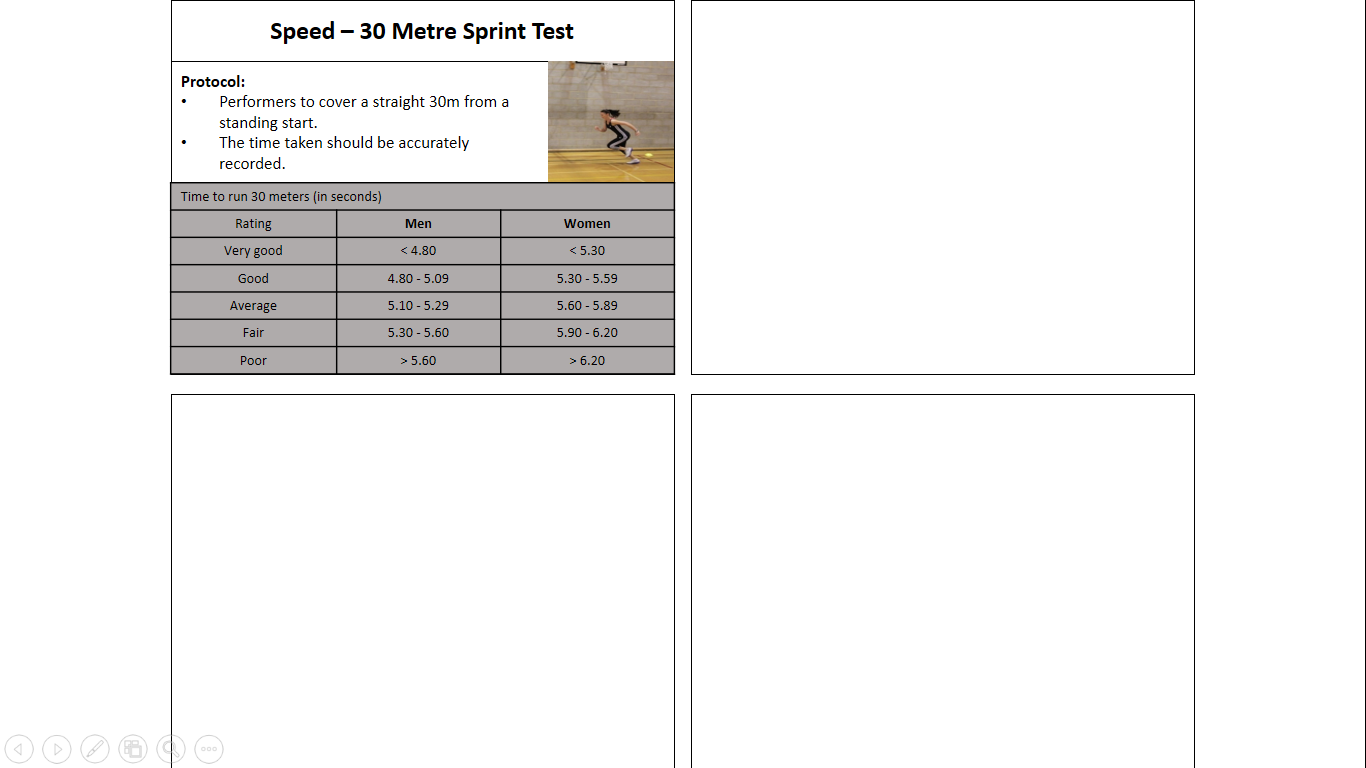 Speed – 30 Metre Sprint Test
Protocol:
• Performers to cover a straight 30m from a
standing start.
• The time taken should be accurately
recorded.
Time to run 30 meters (in seconds)
Rating Men Women
Very good < 4.80 < 5.30
Good 4.80 - 5.09 5.30 - 5.59
Average 5.10 - 5.29 5.60 - 5.89
Fair 5.30 - 5.60 5.90 - 6.20
Poor > 5.60 > 6.20